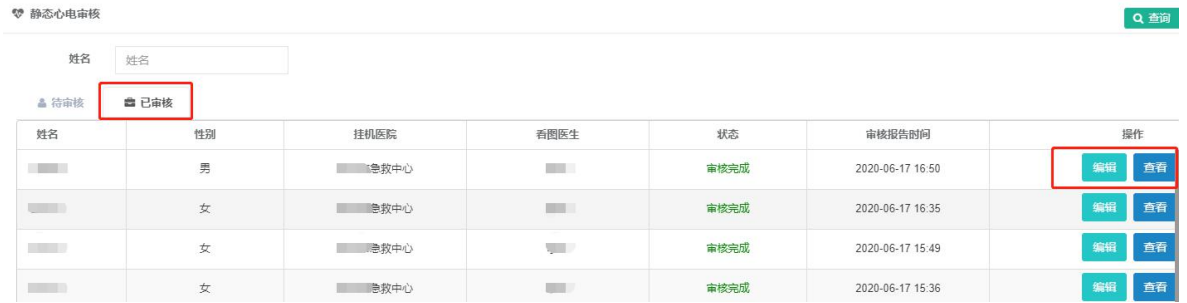 静态心电审核
查询
姓名 姓名
待审核 已审核
姓名 性别 挂机医院 看图医生 状态 审核报告时间 操作
男 急救中心 审核完成 2020-06-17 16:50 编辑 查看
女 急救中心 审核完成 2020-06-17 16:35 编辑 查看
女 急救中心 审核完成 2020-06-17 15:49 编辑 查看
女 急救中心 审核完成 2020-06-17 15:36 编辑 查看